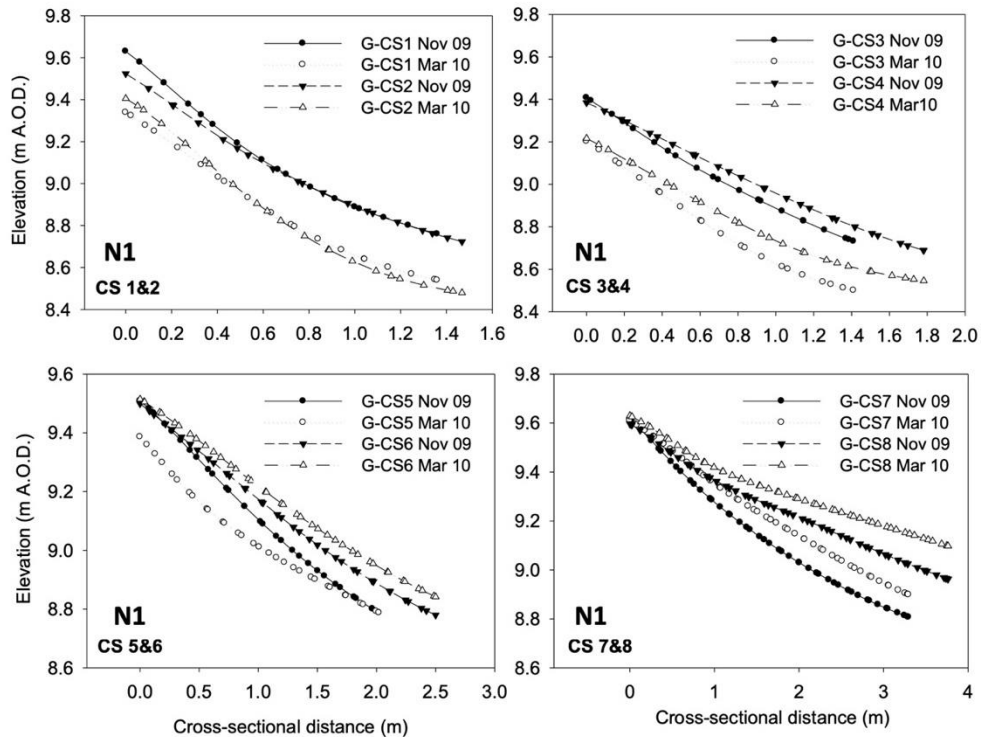 9.8
9.6
9.4
9.2
9.0
8.8
8.6
8.4
Elevation (m A.O.D.)
G-CS1 Nov 09
G-CS1 Mar 10
G-CS2 Nov 09
G-CS2 Mar 10
N1
CS 1&2
0.0 0.2 0.4 0.6 0.8 1.0 1.2 1.4 1.6
9.8
9.6
9.4
9.2
9.0
8.8
8.6
8.4
G-CS3 Nov 09
G-CS3 Mar 10
G-CS4 Nov 09
G-CS4 Mar10
N1
CS 3&4
0.0 0.2 0.4 0.6 0.8 1.0 1.2 1.4 1.6 1.8 2.0
9.6
9.4
9.2
9.0
8.8
8.6
Elevation (m A.O.D.)
G-CS5 Nov 09
G-CS5 Mar 10
G-CS6 Nov 09
G-CS6 Mar 10
N1
CS 5&6
0.0 0.5 1.0 1.5 2.0 2.5 3.0
Cross-sectional distance (m)
9.8
9.6
9.4
9.2
9.0
8.8
8.6
G-CS7 Nov 09
G-CS7 Mar 10
G-CS8 Nov 09
G-CS8 Mar 10
N1
CS 7&8
0 1 2 3 4
Cross-sectional distance (m)